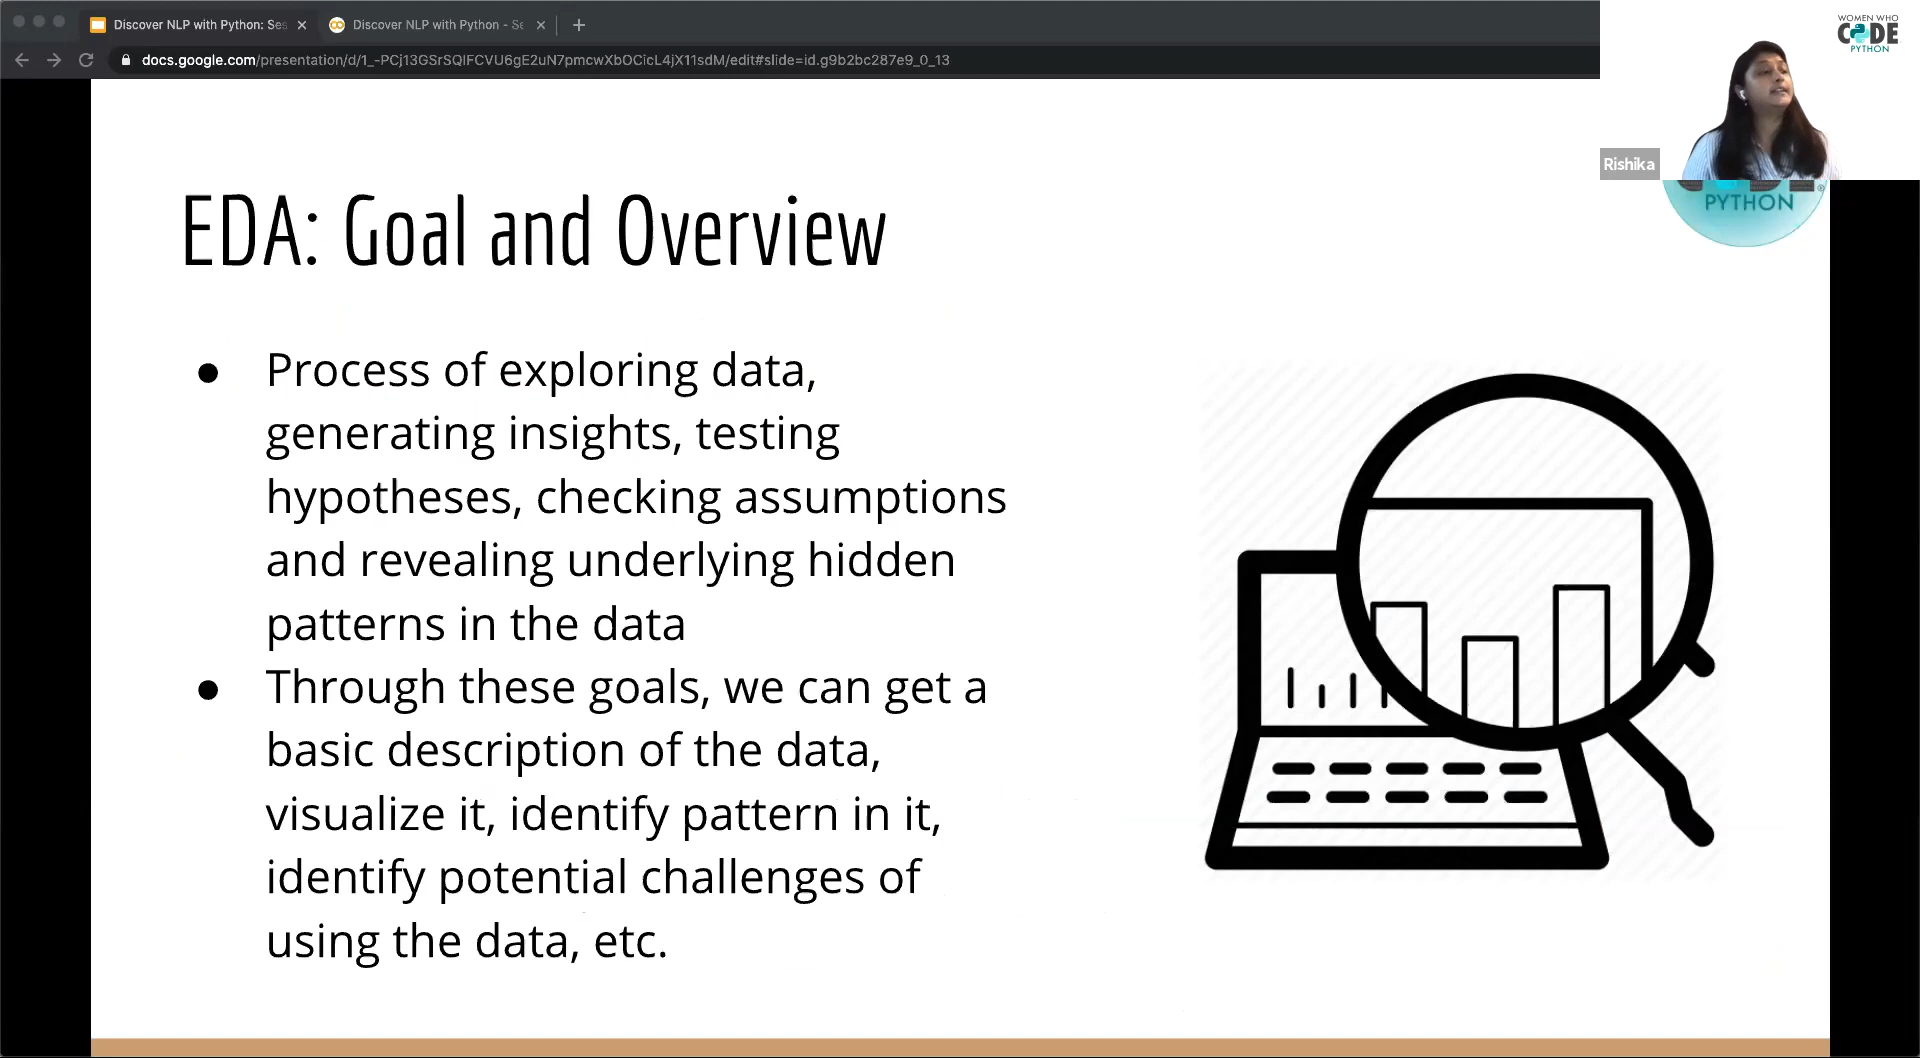 Discover NLP with Python: Ses
Discover NLP with Python - Se
docs.google.com/presentation/d/1_-PCj13GSrSQIFCVU6gE2uN7pmcwXbOCicL4jX11sdM/edit#slide=id.g9b2bc287e9_0_13
WOMEN WHO
CODE
PYTHON
Rishika
PYTHON
EDA: Goal and Overview
● Process of exploring data,
generating insights, testing
hypotheses, checking assumptions
and revealing underlying hidden
patterns in the data
● Through these goals, we can get a
basic description of the data,
visualize it, identify pattern in it,
identify potential challenges of
using the data, etc.